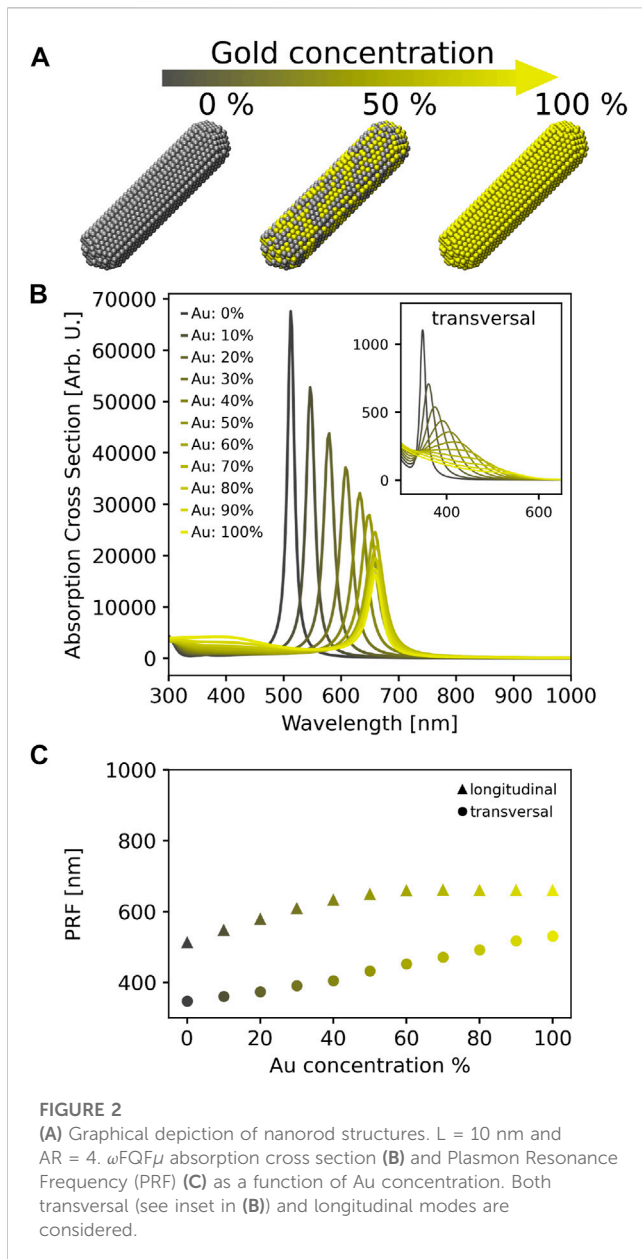 A
Gold concentration
0 % 50 % 100 %
B
Absorption Cross Section [Arb. U.]
70000
60000
50000
40000
30000
20000
10000
0
Au: 0%
Au: 10%
Au: 20%
Au: 30%
Au: 40%
Au: 50%
Au: 60%
Au: 70%
Au: 80%
Au: 90%
Au: 100%
transversal
1000
500
0
400 600
300 400 500 600 700 800 900 1000
Wavelength [nm]
C
PRF [nm]
1000
800
600
400
longitudinal
transversal
0 20 40 60 80 100
Au concentration %
FIGURE 2
(A) Graphical depiction of nanorod structures. L = 10 nm and
AR = 4. ωFQFμ absorption cross section (B) and Plasmon Resonance
Frequency (PRF) (C) as a function of Au concentration. Both
transversal (see inset in (B)) and longitudinal modes are
considered.